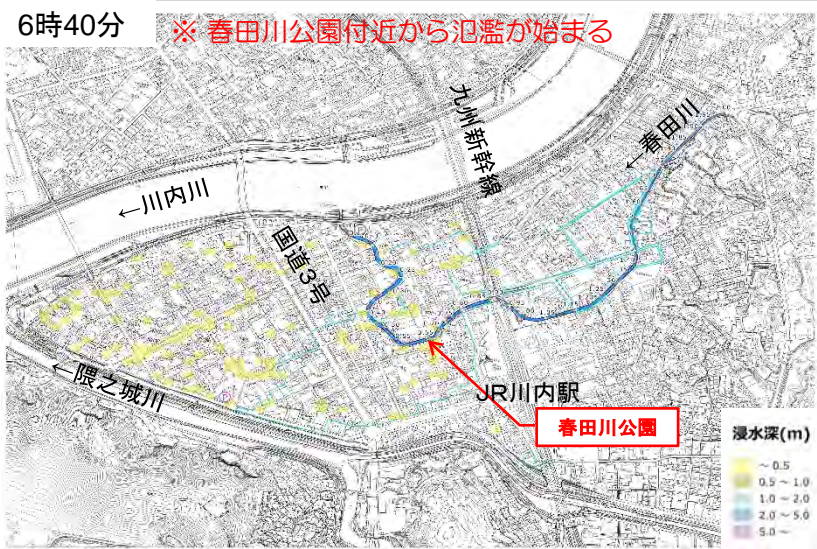 6時40分
※ 春田川公園付近から氾濫が始まる
九州新幹線
←春田川
←川内川
国道3号
←隈之城川
JR川内駅
春田川公園
浸水深(m)
～0.5
0.5～1.0
1.0～2.0
2.0～5.0
5.0～